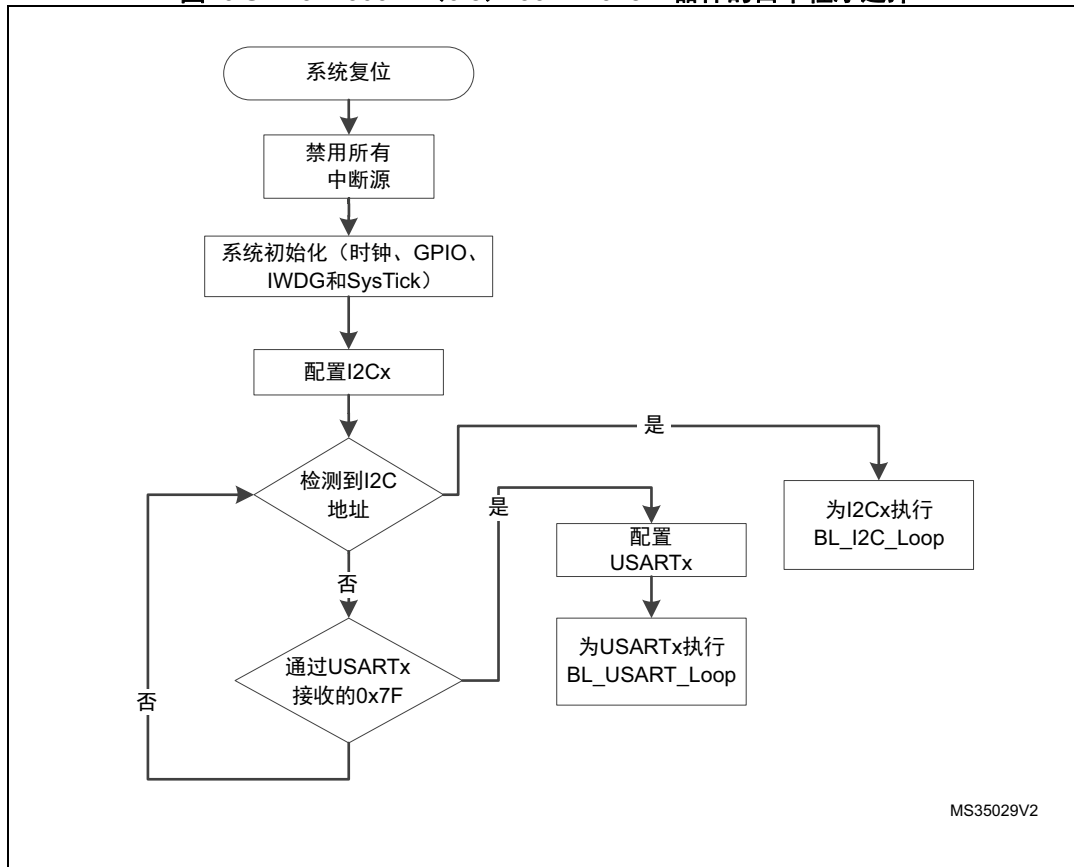 系统复位
禁用所有
中断源
系统初始化（时钟、GPIO、
IWDG和SysTick）
配置I2Cx
检测到I2C
地址
是
为I2Cx执行
BL_I2C_Loop
是
配置
USARTx
否
为USARTx执行
BL_USART_Loop
通过USARTx
接收的0x7F
否
MS35029V2